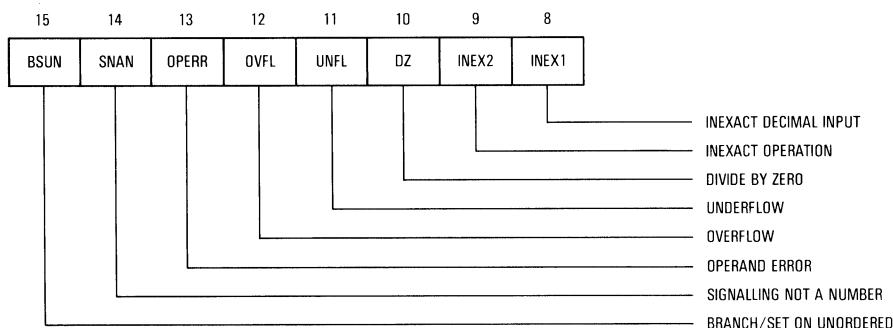 15 14 13 12 11 10 9 8
BSUN SNAN OPERR OVFL UNFL DZ INEX2 INEX1
INEXACT DECIMAL INPUT
INEXACT OPERATION
DIVIDE BY ZERO
UNDERFLOW
OVERFLOW
OPERAND ERROR
SIGNALLING NOT A NUMBER
BRANCH/SET ON UNORDERED